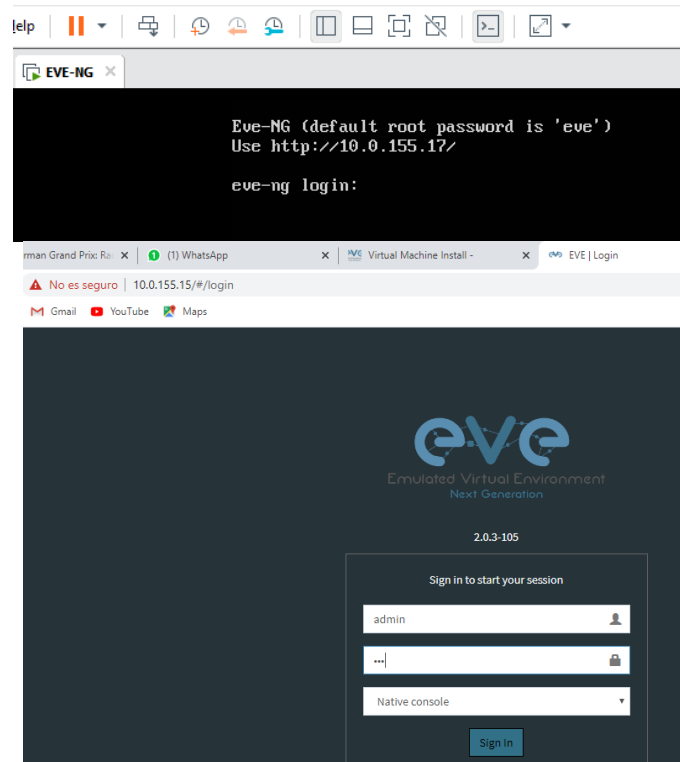 lelp
EVE-NG
Eve-NG (default root password is 'eve')
Use http://10.0.155.17/
eve-ng login:
rman Grand Prix: Ra
1 (1) WhatsApp
EVE Virtual Machine Install -
EVE | Login
No es seguro | 10.0.155.15/#/login
Gmail YouTube Maps
eve
Emulated Virtual Environment
Next Generation
2.0.3-105
Sign in to start your session
admin
•••
Native console
Sign In